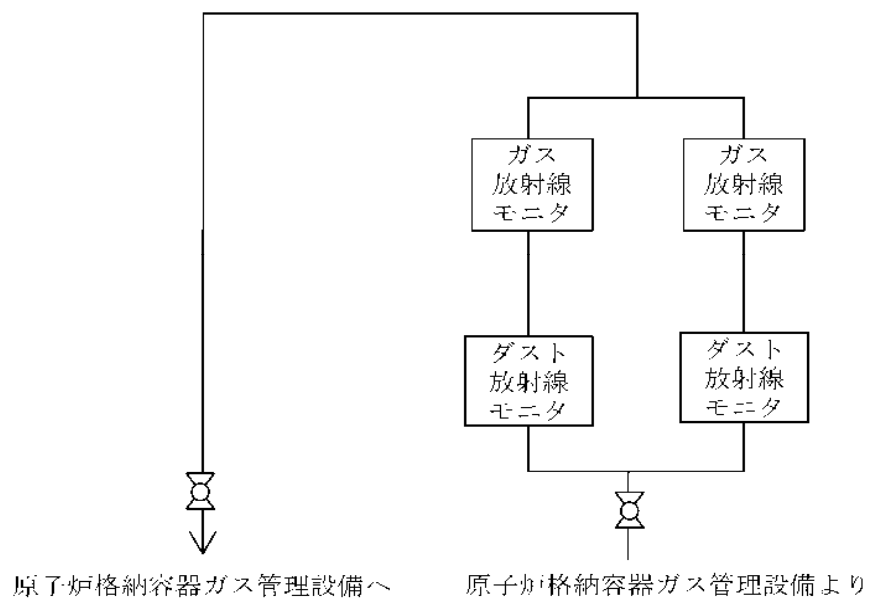 ガス
放射線
モニタ
ガス
放射線
モニタ
ダスト
放射線
モニタ
ダスト
放射線
モニタ
原子炉格納容器ガス管理設備へ
原子炉格納容器ガス管理設備より